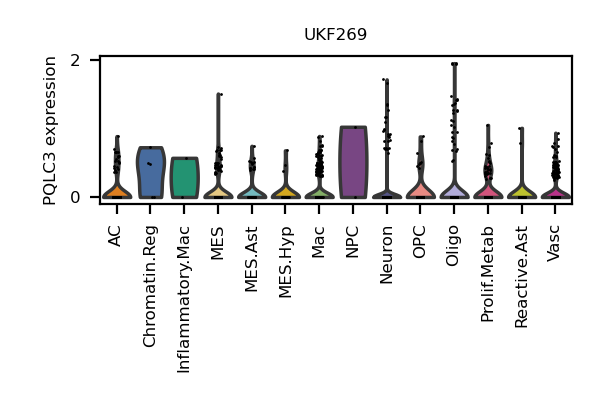 UKF269
PQLC3 expression
2
0
AC
Chromatin.Reg
Inflammatory.Mac
MES
MES.Ast
MES.Hyp
Mac
NPC
Neuron
OPC
Oligo
Prolif.Metab
Reactive.Ast
Vasc